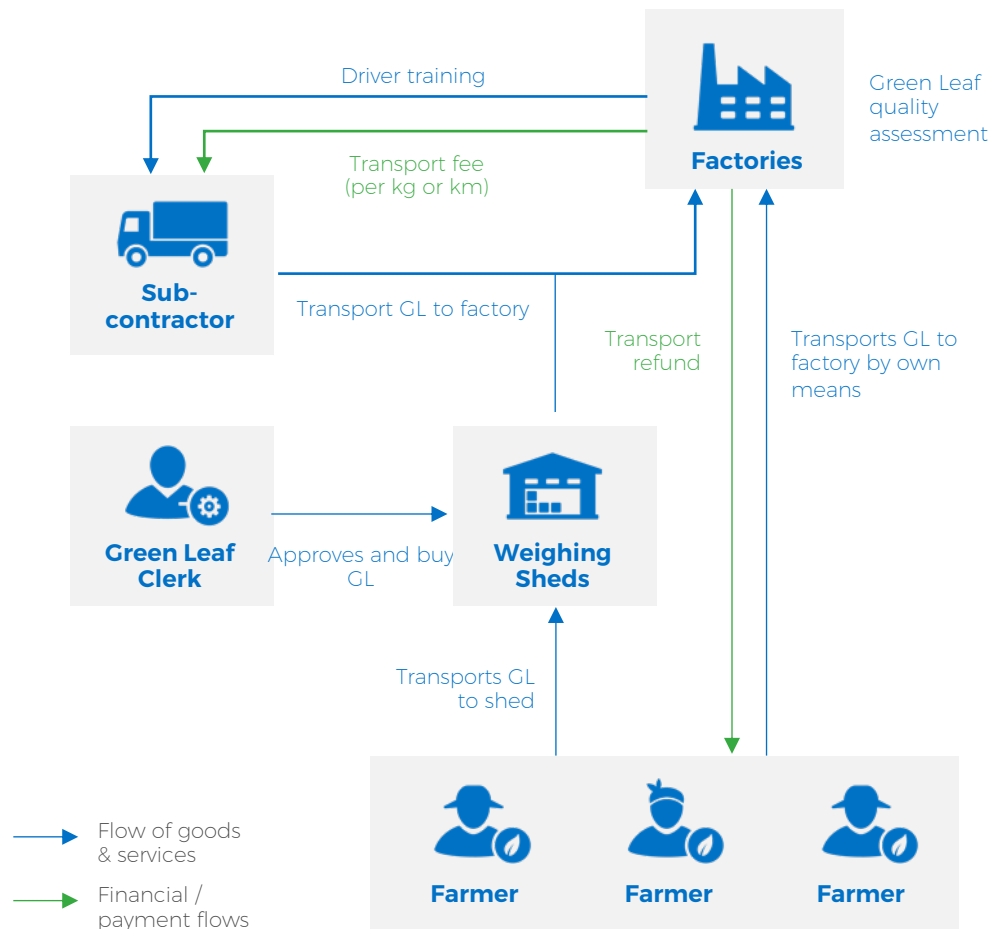 Driver training
Green Leaf
quality
assessment
Factories
Transport fee
(per kg or km)
Sub-
contractor
Transport GL to factory
Transport
refund
Transports GL to
factory by own
means
Green Leaf
Clerk
Approves and buy
GL
Weighing
Sheds
Transports GL
to shed
Farmer
Farmer
Farmer
Flow of goods
& services
Financial /
payment flows